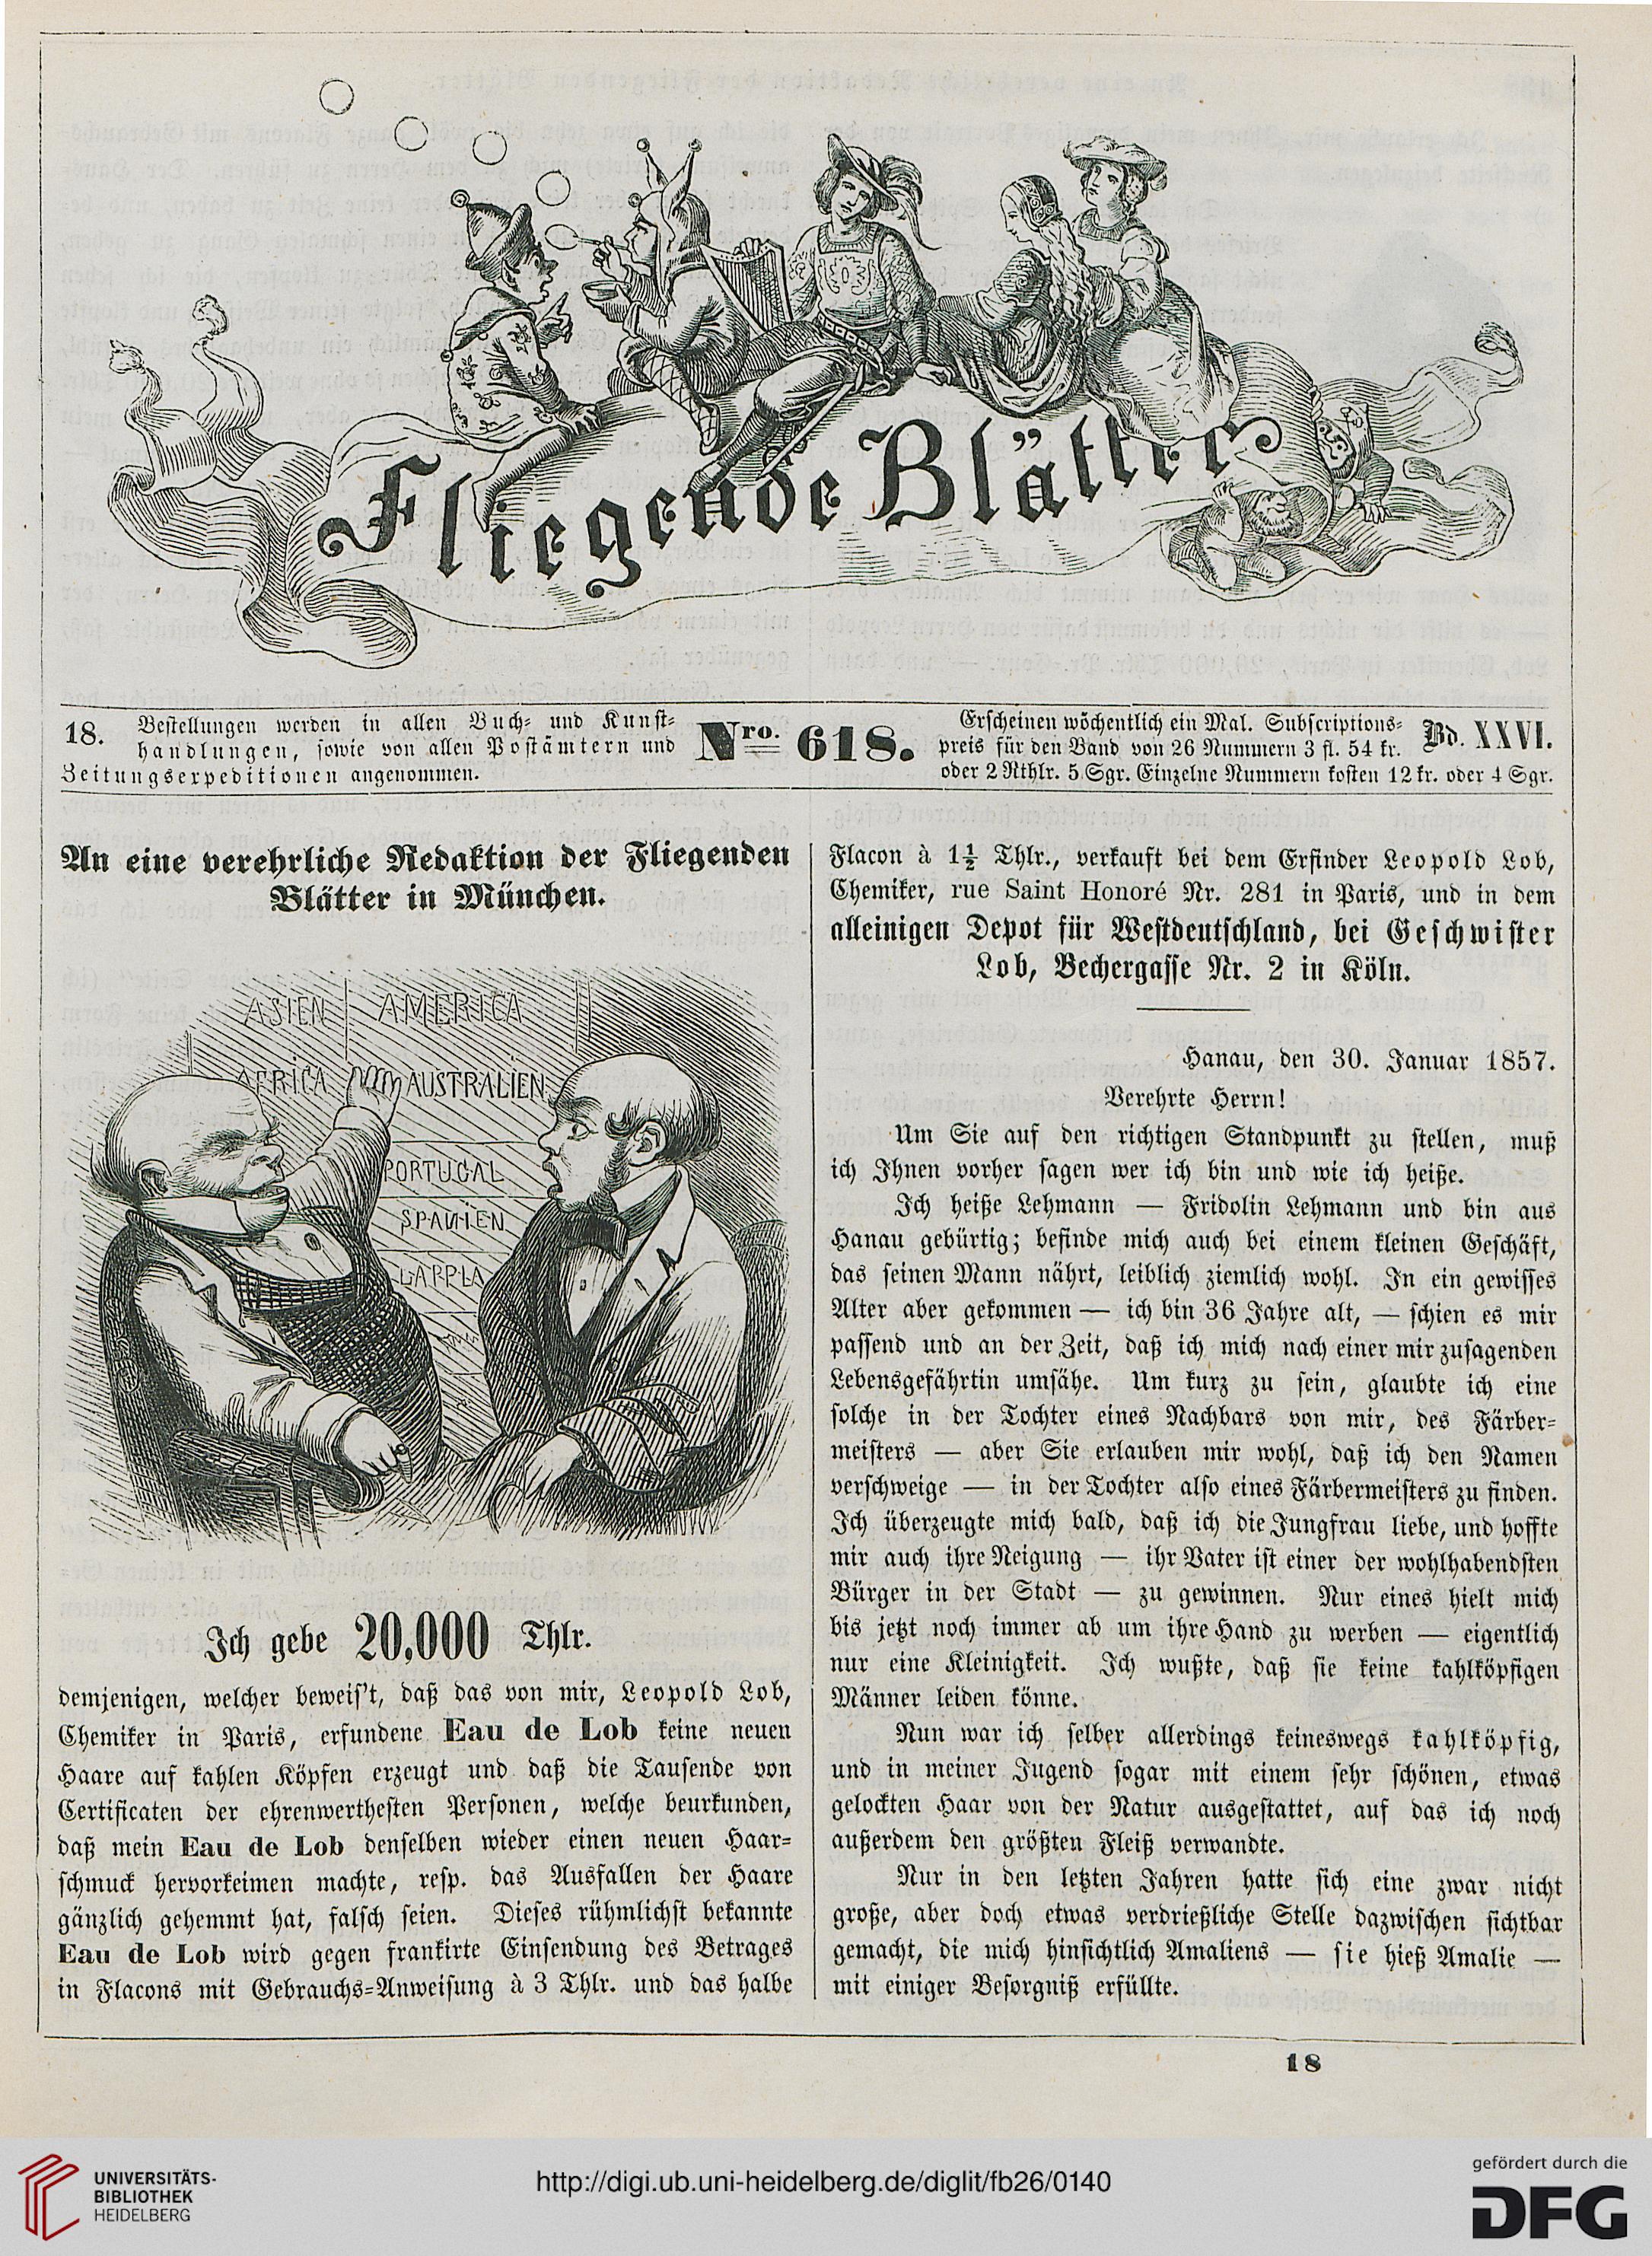 Fliegende Blätter
18. Bestellungen werden in allen Buch- und Kunst-
handlungen, sowie von allen Postämtern und
Zeitungsexpeditionen angenommen.
Nro. 618.
Erscheinen wöchentlich ein Mal. Subscriptions-
preis für den Band von 26 Nummern 3 fl. 54 kr.
oder 2 Rthlr. 5 Sgr. Einzelne Nummern kosten 12 kr. oder 4 Sgr.
Bd. XXVI.
An eine verehrliche Redaktion der Fliegenden
Blätter in München.
ASIEN AMERICA
AFRICA AUSTRALIEN
PORTUGAL
SPANIEN
LAPPLA
Ich gebe 20,000 Thlr.
demjenigen, welcher beweis't, daß das von mir, Leopold Lob,
Chemiker in Paris, erfundene Eau de Lob keine neuen
Haare auf kahlen Köpfen erzeugt und daß die Tausende von
Certificaten der ehrenwerthesten Personen, welche beurkunden,
daß mein Eau de Lob denselben wieder einen neuen Haar-
schmuck hervorkeimen machte, resp. das Ausfallen der Haare
gänzlich gehemmt hat, falsch seien. Dieses rühmlichst bekannte
Eau de Lob wird gegen frankirte Einsendung des Betrages
in Flacons mit Gebrauchs-Anweisung à 3 Thlr. und das halbe
Flacon à 1½ Thlr., verkauft bei dem Erfinder Leopold Lob,
Chemiker, rue Saint Honoré Nr. 281 in Paris, und in dem
alleinigen Depot für Westdeutschland, bei Geschwister
Lob, Bechergasse Nr. 2 in Köln.
Hanau, den 30. Januar 1857.
Verehrte Herrn!
Um Sie auf den richtigen Standpunkt zu stellen, muß
ich Ihnen vorher sagen wer ich bin und wie ich heiße.
Ich heiße Lehmann — Fridolin Lehmann und bin aus
Hanau gebürtig; befinde mich auch bei einem kleinen Geschäft,
das seinen Mann nährt, leiblich ziemlich wohl. In ein gewisses
Alter aber gekommen — ich bin 36 Jahre alt, — schien es mir
passend und an der Zeit, daß ich mich nach einer mir zusagenden
Lebensgefährtin umsähe. Um kurz zu sein, glaubte ich eine
solche in der Tochter eines Nachbars von mir, des Färber-
meisters — aber Sie erlauben mir wohl, daß ich den Namen
verschweige — in der Tochter also eines Färbermeisters zu finden.
Ich überzeugte mich bald, daß ich die Jungfrau liebe, und hoffte
mir auch ihre Neigung — ihr Vater ist einer der wohlhabendsten
Bürger in der Stadt — zu gewinnen. Nur eines hielt mich
bis jetzt noch immer ab um ihre Hand zu werben — eigentlich
nur eine Kleinigkeit. Ich wußte, daß sie keine kahlköpfigen
Männer leiden könne.
Nun war ich selber allerdings keineswegs kahlköpfig,
und in meiner Jugend sogar mit einem sehr schönen, etwas
gelockten Haar von der Natur ausgestattet, auf das ich noch
außerdem den größten Fleiß verwandte.
Nur in den letzten Jahren hatte sich eine zwar nicht
große, aber doch etwas verdrießliche Stelle dazwischen sichtbar
gemacht, die mich hinsichtlich Amaliens — sie hieß Amalie —
mit einiger Besorgniß erfüllte.
18
UNIVERSITÄTS-
BIBLIOTHEK
HEIDELBERG
http://digi.ub.uni-heidelberg.de/diglit/fb26/0140
gefördert durch die
DFG